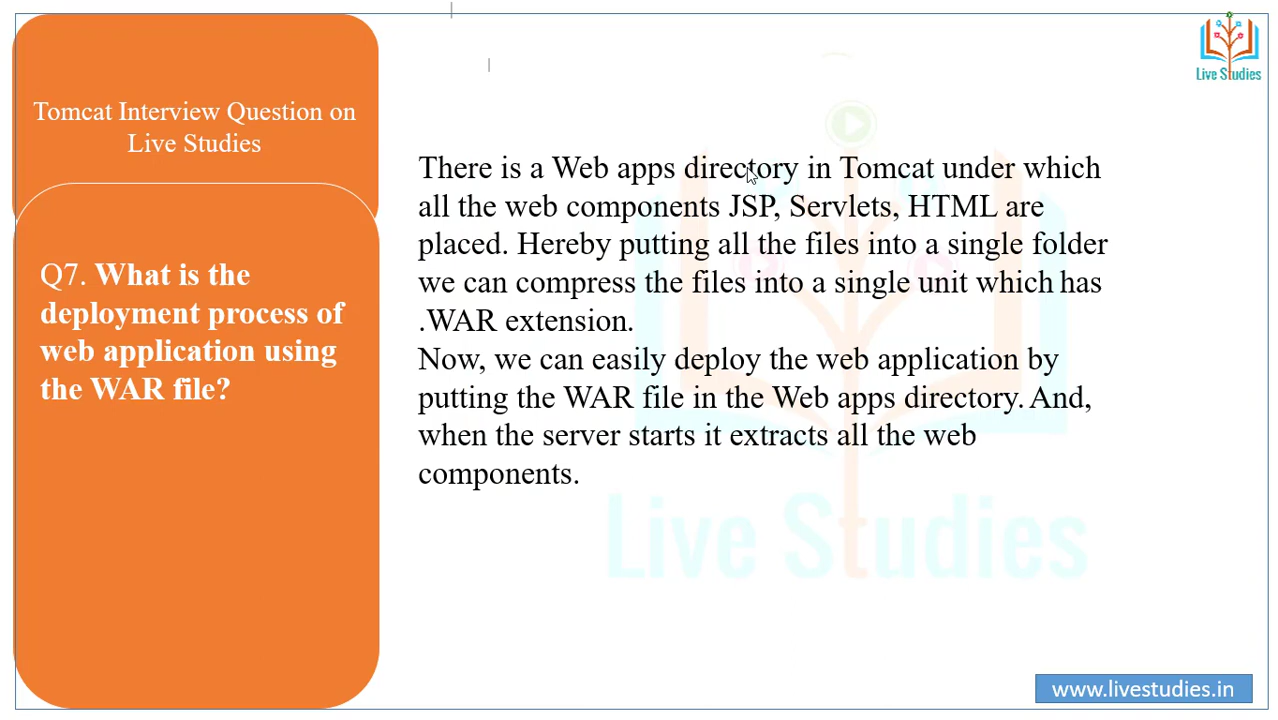 Tomcat Interview Question on
Live Studies
Q7. What is the
deployment process of
web application using
the WAR file?
There is a Web apps directory in Tomcat under which
all the web components JSP, Servlets, HTML are
placed. Hereby putting all the files into a single folder
we can compress the files into a single unit which has
.WAR extension.
Now, we can easily deploy the web application by
putting the WAR file in the Web apps directory. And,
when the server starts it extracts all the web
components.
Live Studies
Live Studies
www.livestudies.in